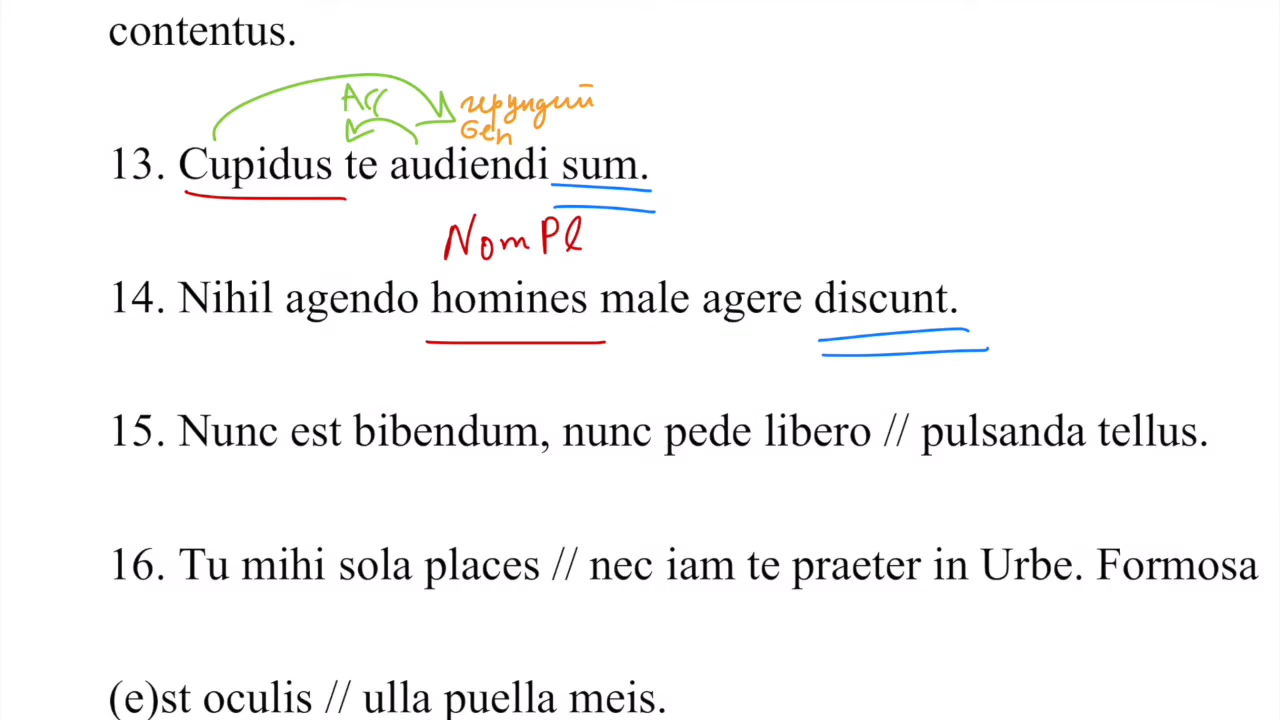 contentus.
Acc герундий
Gen
13. Cupidus te audiendi sum.
Nom Pl
14. Nihil agendo homines male agere discunt.
15. Nunc est bibendum, nunc pede libero // pulsanda tellus.
16. Tu mihi sola places // nec iam te praeter in Urbe. Formosa
(e)st oculis // ulla puella meis.